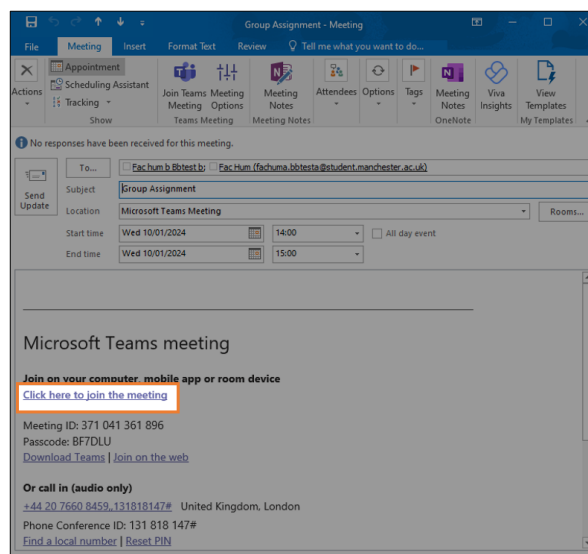 Group Assignment - Meeting
File Meeting Insert Format Text Review Tell me what you want to do...
Actions
Appointment
Scheduling Assistant
Tracking
Show
Join Teams Meeting
Meeting Options
Teams Meeting
Meeting Notes
Meeting Notes
Attendees
Options
Tags
Meeting Notes
OneNote
Viva Insights
View Templates
My Templates
No responses have been received for this meeting.
Send Update
To... Fac hum b Bbtest b; Fac Hum (fachuma.bbtesta@student.manchester.ac.uk)
Subject Group Assignment
Location Microsoft Teams Meeting Rooms...
Start time Wed 10/01/2024 14:00 All day event
End time Wed 10/01/2024 15:00
Microsoft Teams meeting
Join on your computer, mobile app or room device
Click here to join the meeting
Meeting ID: 371 041 361 896
Passcode: BF7DLU
Download Teams | Join on the web
Or call in (audio only)
+44 20 7660 8459,,131818147# United Kingdom, London
Phone Conference ID: 131 818 147#
Find a local number | Reset PIN